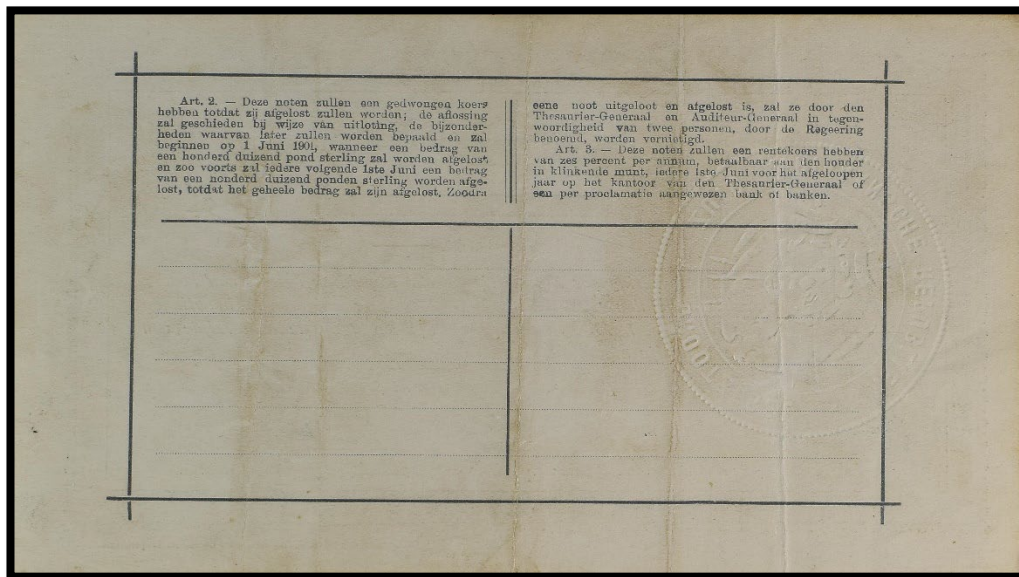 Art. 2. — Deze noten zullen een gedwongen koers
hebben totdat zij afgelost zullen worden; de aflossing
zal geschieden bij wijze van uitloting, de bijzonder-
heden waarvan later zullen worden bepaald en zal
beginnen op 1 Juni 1901, wanneer een bedrag van
een honderd duizend pond sterling zal worden afgelost
en zoo voorts zal iedere volgende 1ste Juni een bedrag
van een honderd duizend ponden sterling worden afge-
lost, totdat het geheele bedrag zal zijn afgelost. Zoodra
eene noot uitgeloot en afgelost is, zal ze door den
Thesaurier-Generaal en Auditeur-Generaal in tegen-
woordigheid van twee personen, door de Regeering
benoemd, worden vernietigd.
Art. 3. — Deze noten zullen een rentekoers hebben
van zes percent per annum, betaalbaar aan den houder
in klinkende munt, iedere 1ste Juni voor het afgeloopen
jaar op het kantoor van den Thesaurier-Generaal of
een per proclamatie aangewezen bank of banken.